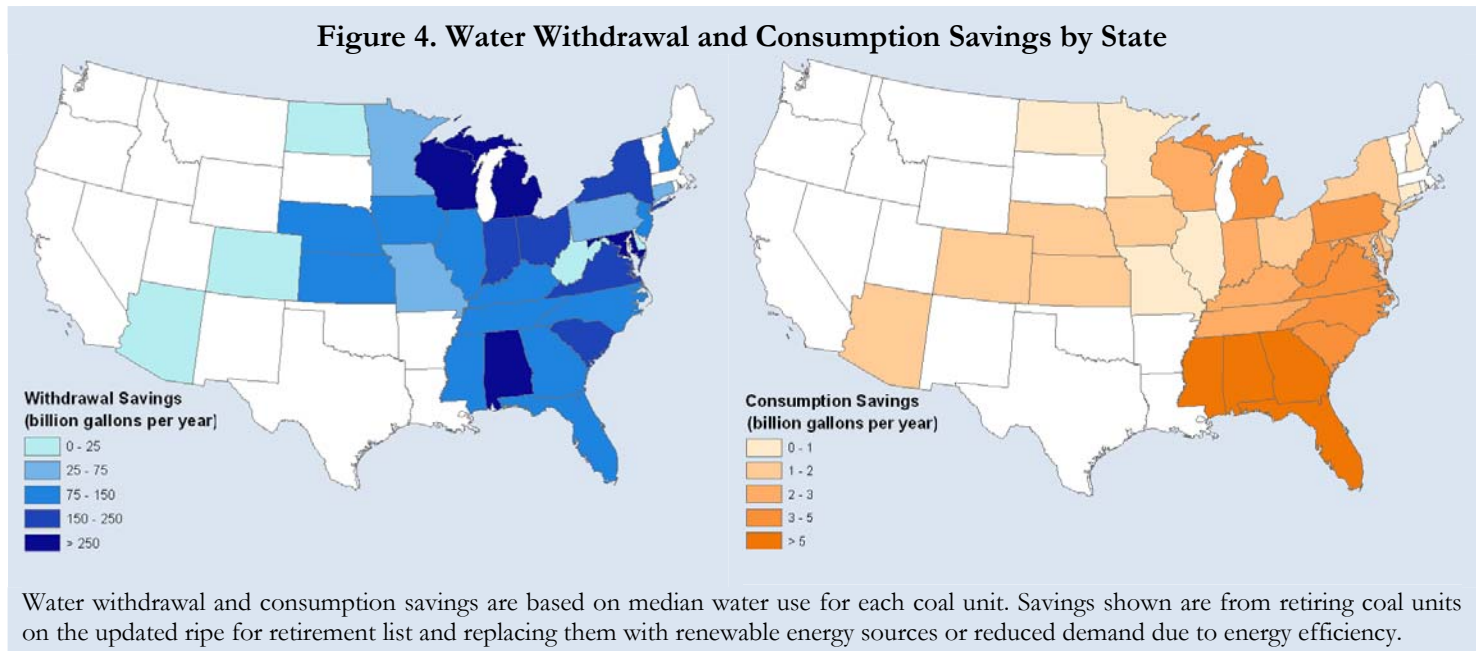 Figure 4. Water Withdrawal and Consumption Savings by State
Withdrawal Savings
(billion gallons per year)
0 - 25
25 - 75
75 - 150
150 - 250
> 250
Consumption Savings
(billion gallons per year)
0 - 1
1 - 2
2 - 3
3 - 5
> 5
Water withdrawal and consumption savings are based on median water use for each coal unit. Savings shown are from retiring coal units
on the updated ripe for retirement list and replacing them with renewable energy sources or reduced demand due to energy efficiency.